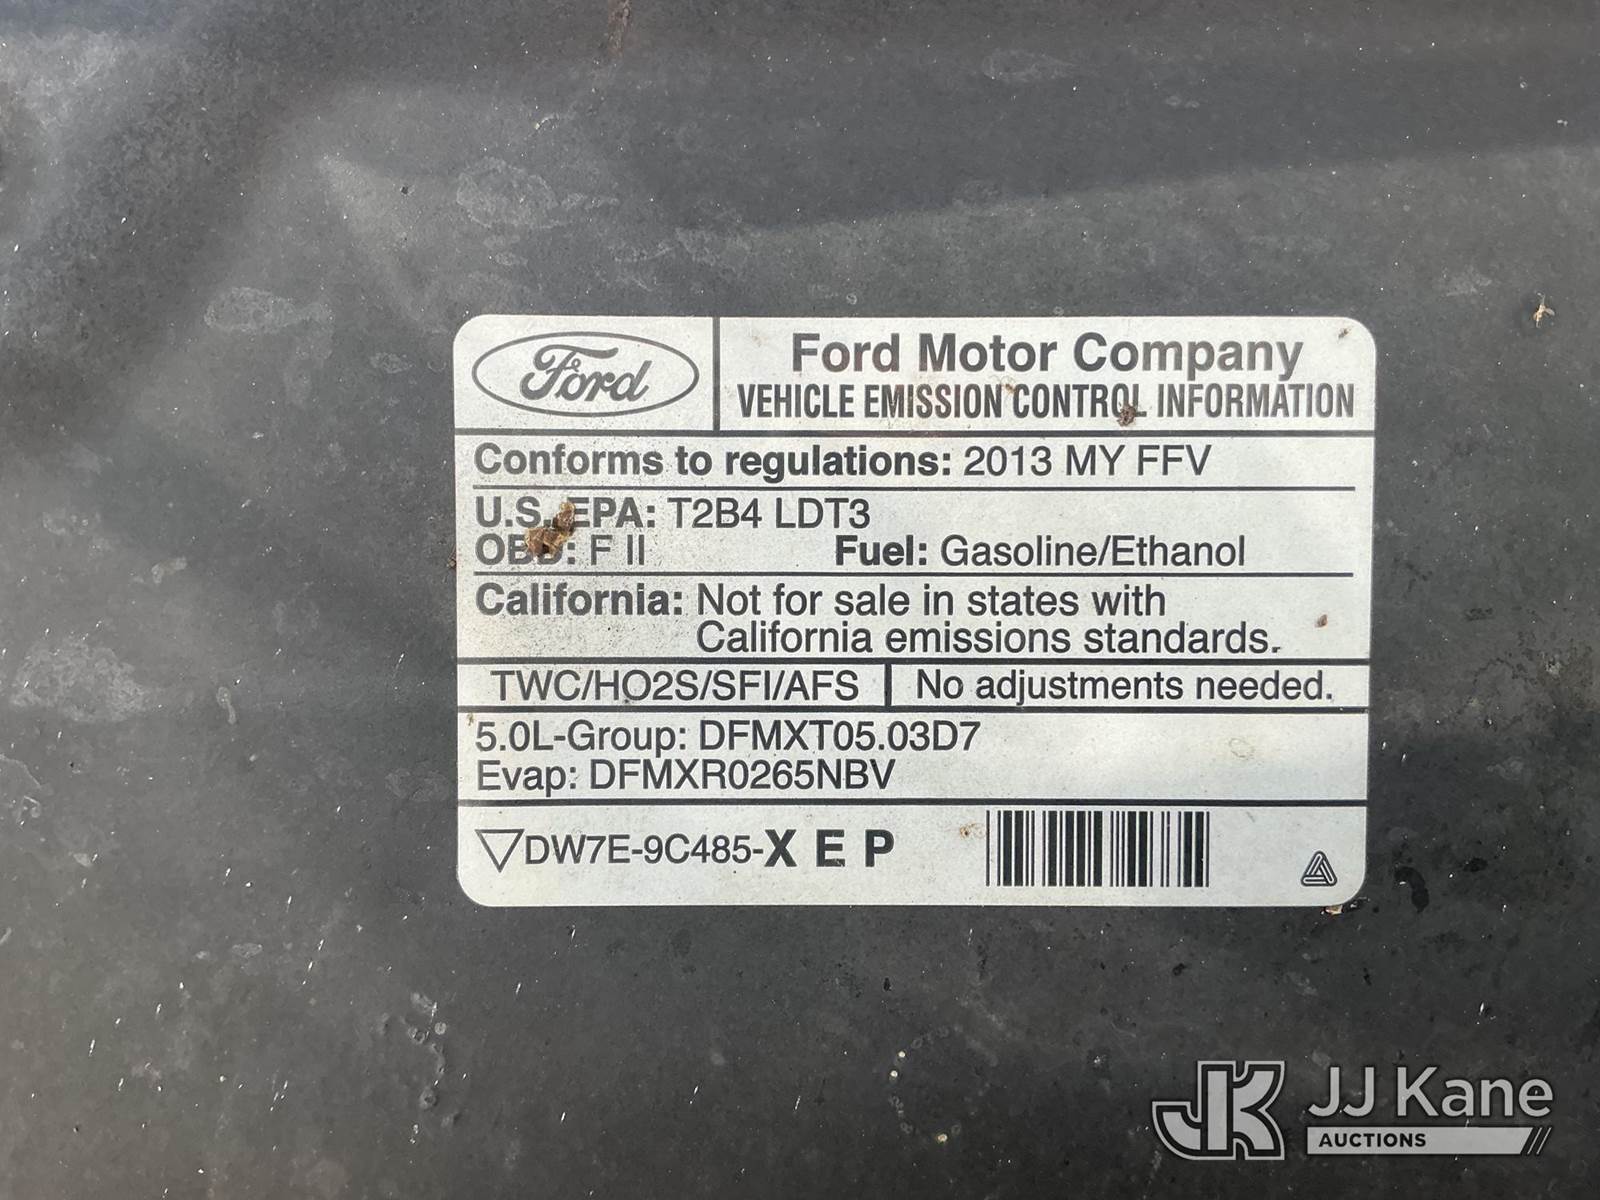 Ford
Ford Motor Company
VEHICLE EMISSION CONTROL INFORMATION
Conforms to regulations: 2013 MY FFV
U.S. EPA: T2B4 LDT3
OBD: F II Fuel: Gasoline/Ethanol
California: Not for sale in states with
California emissions standards.
TWC/HO2S/SFI/AFS No adjustments needed.
5.0L-Group: DFMXT05.03D7
Evap: DFMXR0265NBV
DW7E-9C485-X E P
JK JJ Kane
AUCTIONS